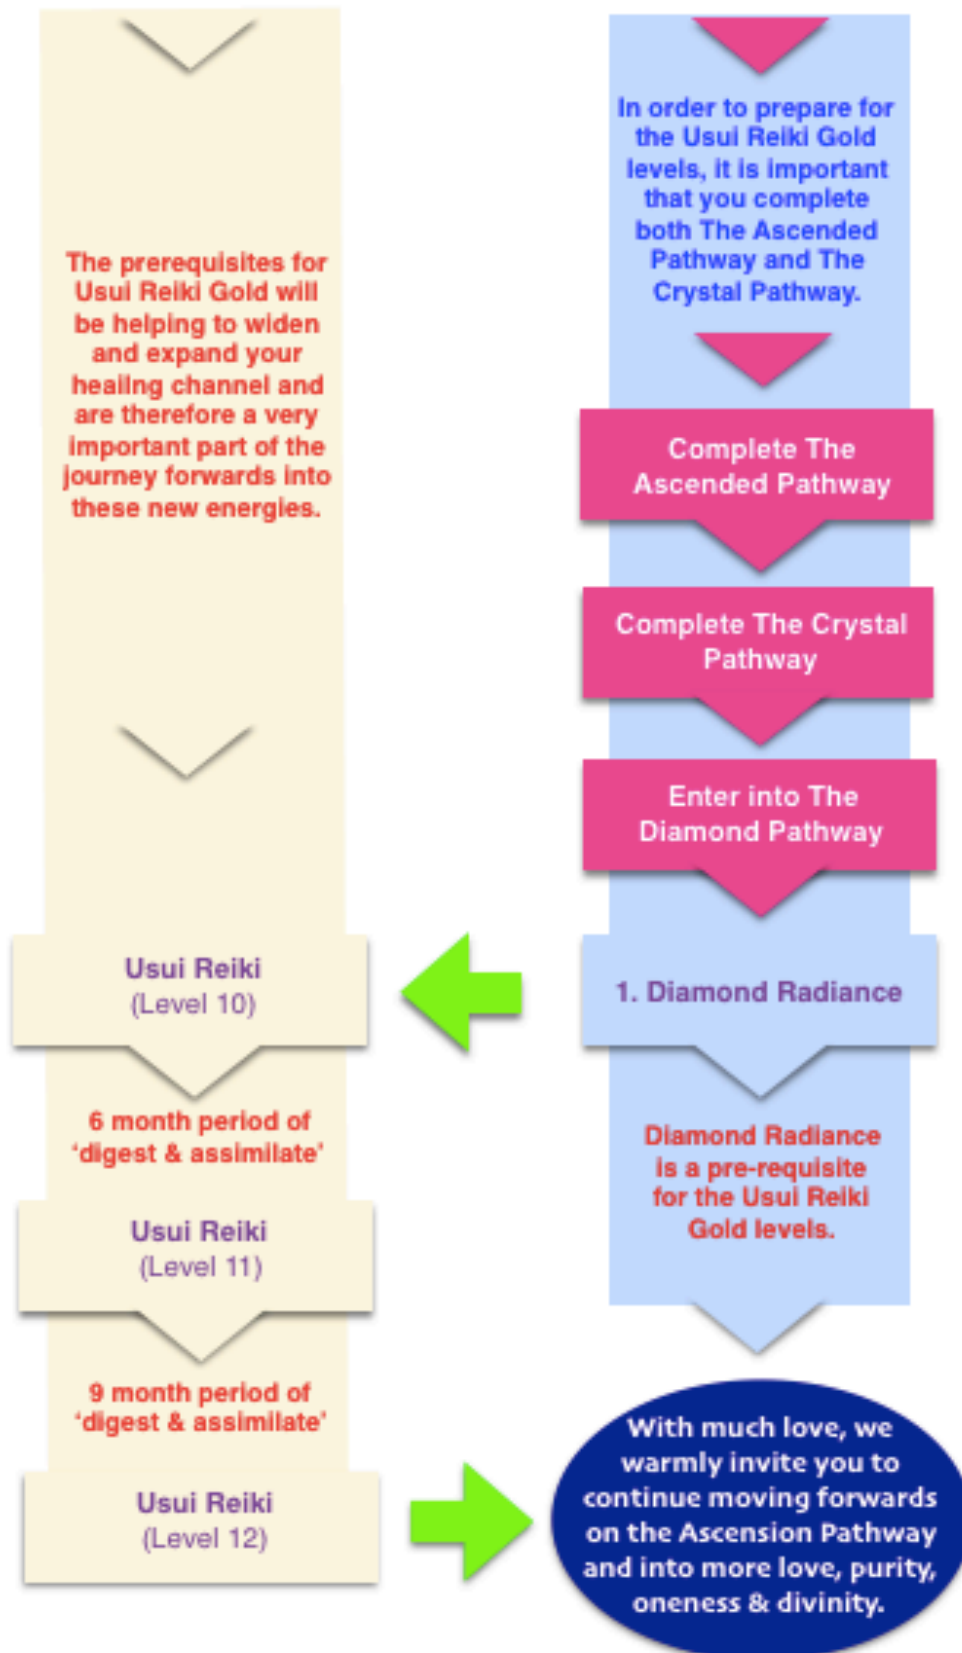 The prerequisites for
Usui Reiki Gold will
be helping to widen
and expand your
healing channel and
are therefore a very
important part of the
journey forwards into
these new energies.
Usui Reiki
(Level 10)
6 month period of
‘digest & assimilate’
Usui Reiki
(Level 11)
9 month period of
‘digest & assimilate’
Usui Reiki
(Level 12)
In order to prepare for
the Usui Reiki Gold
levels, it is important
that you complete
both The Ascended
Pathway and The
Crystal Pathway.
Complete The
Ascended Pathway
Complete The Crystal
Pathway
Enter into The
Diamond Pathway
1. Diamond Radiance
Diamond Radiance
is a pre-requisite
for the Usui Reiki
Gold levels.
With much love, we
warmly invite you to
continue moving forwards
on the Ascension Pathway
and into more love, purity,
oneness & divinity.